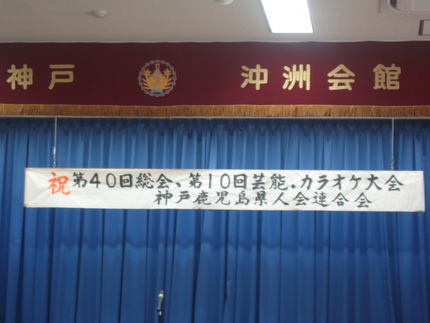 神戸 沖洲会館
祝 第40回総会、第10回芸能.カラオケ大会
神戸鹿児島県人会連合会